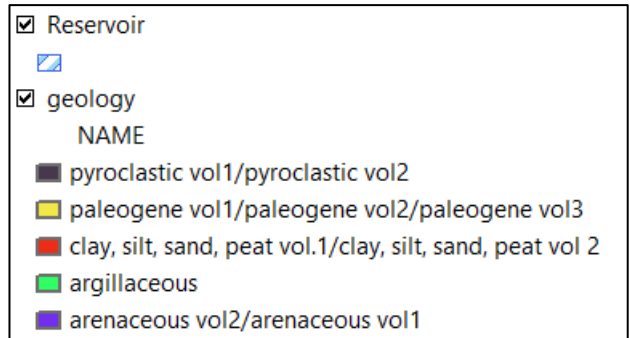 Reservoir
geology
NAME
pyroclastic vol1/pyroclastic vol2
paleogene vol1/paleogene vol2/paleogene vol3
clay, silt, sand, peat vol.1/clay, silt, sand, peat vol 2
argillaceous
arenaceous vol2/arenaceous vol1